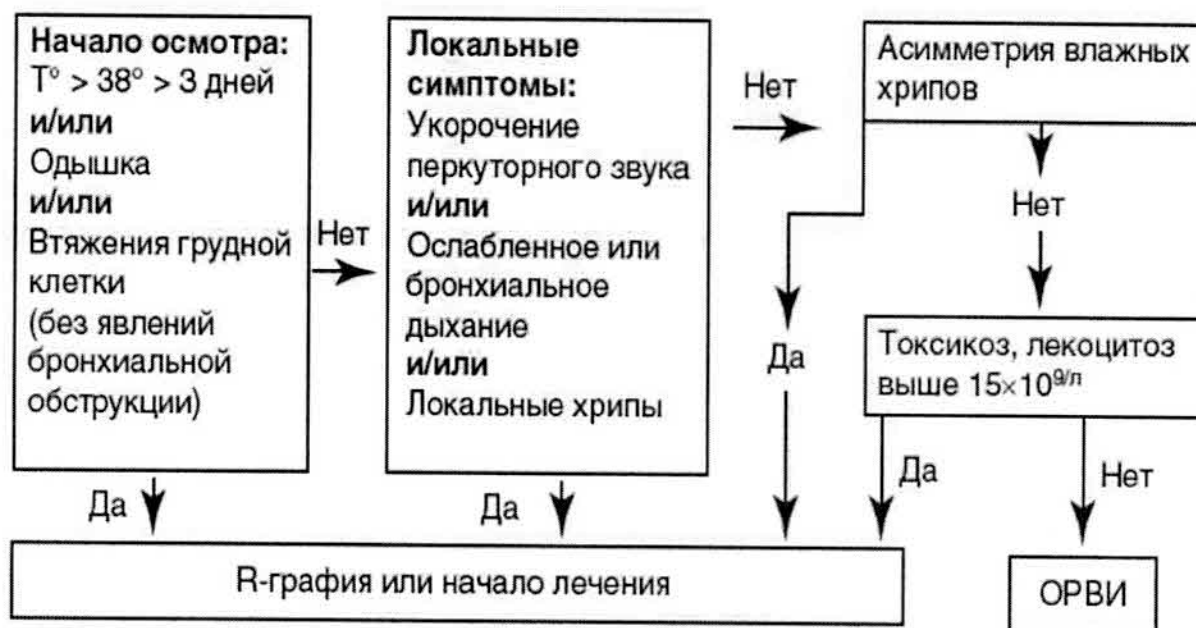 Начало осмотра:
T° > 38° > 3 дней
и/или
Одышка
и/или
Втяжения грудной
клетки
(без явлений
бронхиальной
обструкции)
Нет
Да
Локальные
симптомы:
Укорочение
перкуторного звука
и/или
Ослабленное или
бронхиальное
дыхание
и/или
Локальные хрипы
Нет
Да
Асимметрия влажных
хрипов
Нет
Да
Токсикоз, лекоцитоз
выше 15×10⁹/л
Да
Нет
R-графия или начало лечения
ОРВИ